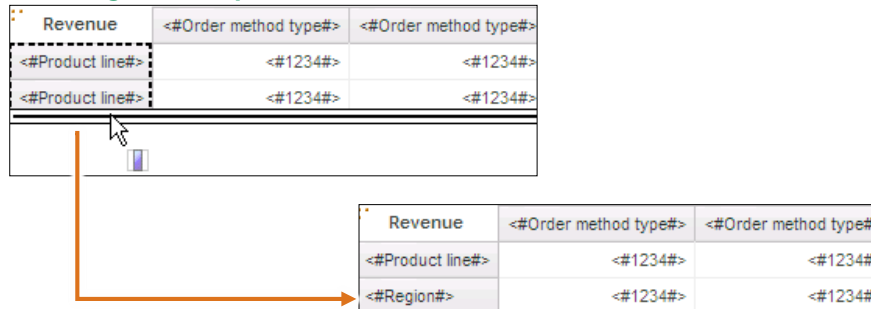 Revenue <#Order method type#> <#Order method type#>
<#Product line#> <#1234#> <#1234#>
<#Product line#> <#1234#> <#1234#>
Revenue <#Order method type#> <#Order method type#
<#Product line#> <#1234#> <#1234#
<#Region#> <#1234#> <#1234#